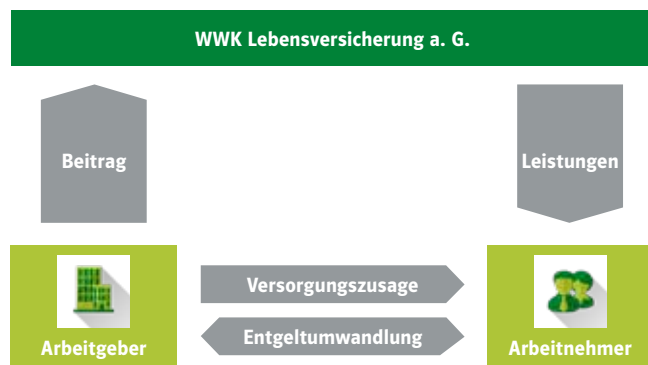 WWK Lebensversicherung a. G.
Beitrag
Leistungen
Versorgungszusage
Entgeltumwandlung
Arbeitgeber
Arbeitnehmer